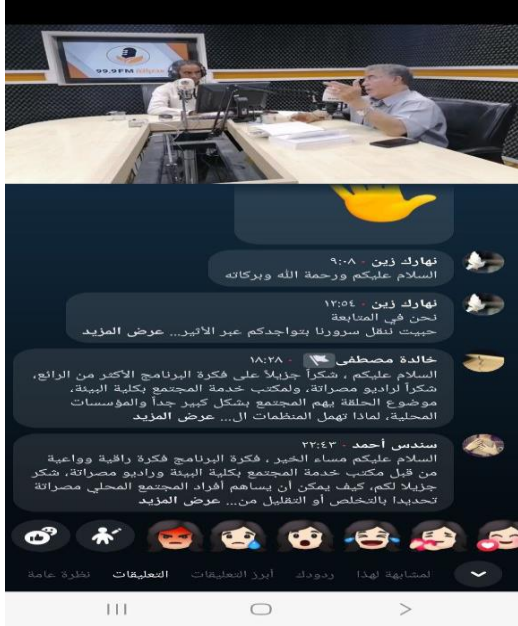 99.9FM
نهارك زين · ٩:٠٨
السلام عليكم ورحمة الله وبركاته
نهارك زين · ١٢:٥٤
نحن في المتابعة
حبيت ننقل سرورنا بتواجدكم عبر الأثير... عرض المزيد
خالدة مصطفى · ١٨:٢٨
السلام عليكم ، شكراً جزيلاً على فكرة البرنامج الأكثر من الرائع،
شكراً لراديو مصراتة، ولمكتب خدمة المجتمع بكلية البيئة،
موضوع الحلقة يهم المجتمع بشكل كبير جداً والمؤسسات
المحلية، لماذا تهمل المنظمات ال... عرض المزيد
سندس أحمد · ٢٢:٤٣
السلام عليكم مساء الخير ، فكرة البرنامج فكرة راقية وواعية
من قبل مكتب خدمة المجتمع بكلية البيئة وراديو مصراتة، شكر
جزيلا لكم، كيف يمكن أن يساهم أفراد المجتمع المحلي مصراتة
تحديدا بالتخلص أو التقليل من... عرض المزيد
نظرة عامة التعليقات أبرز التعليقات ردودك لمشابهة لهذا